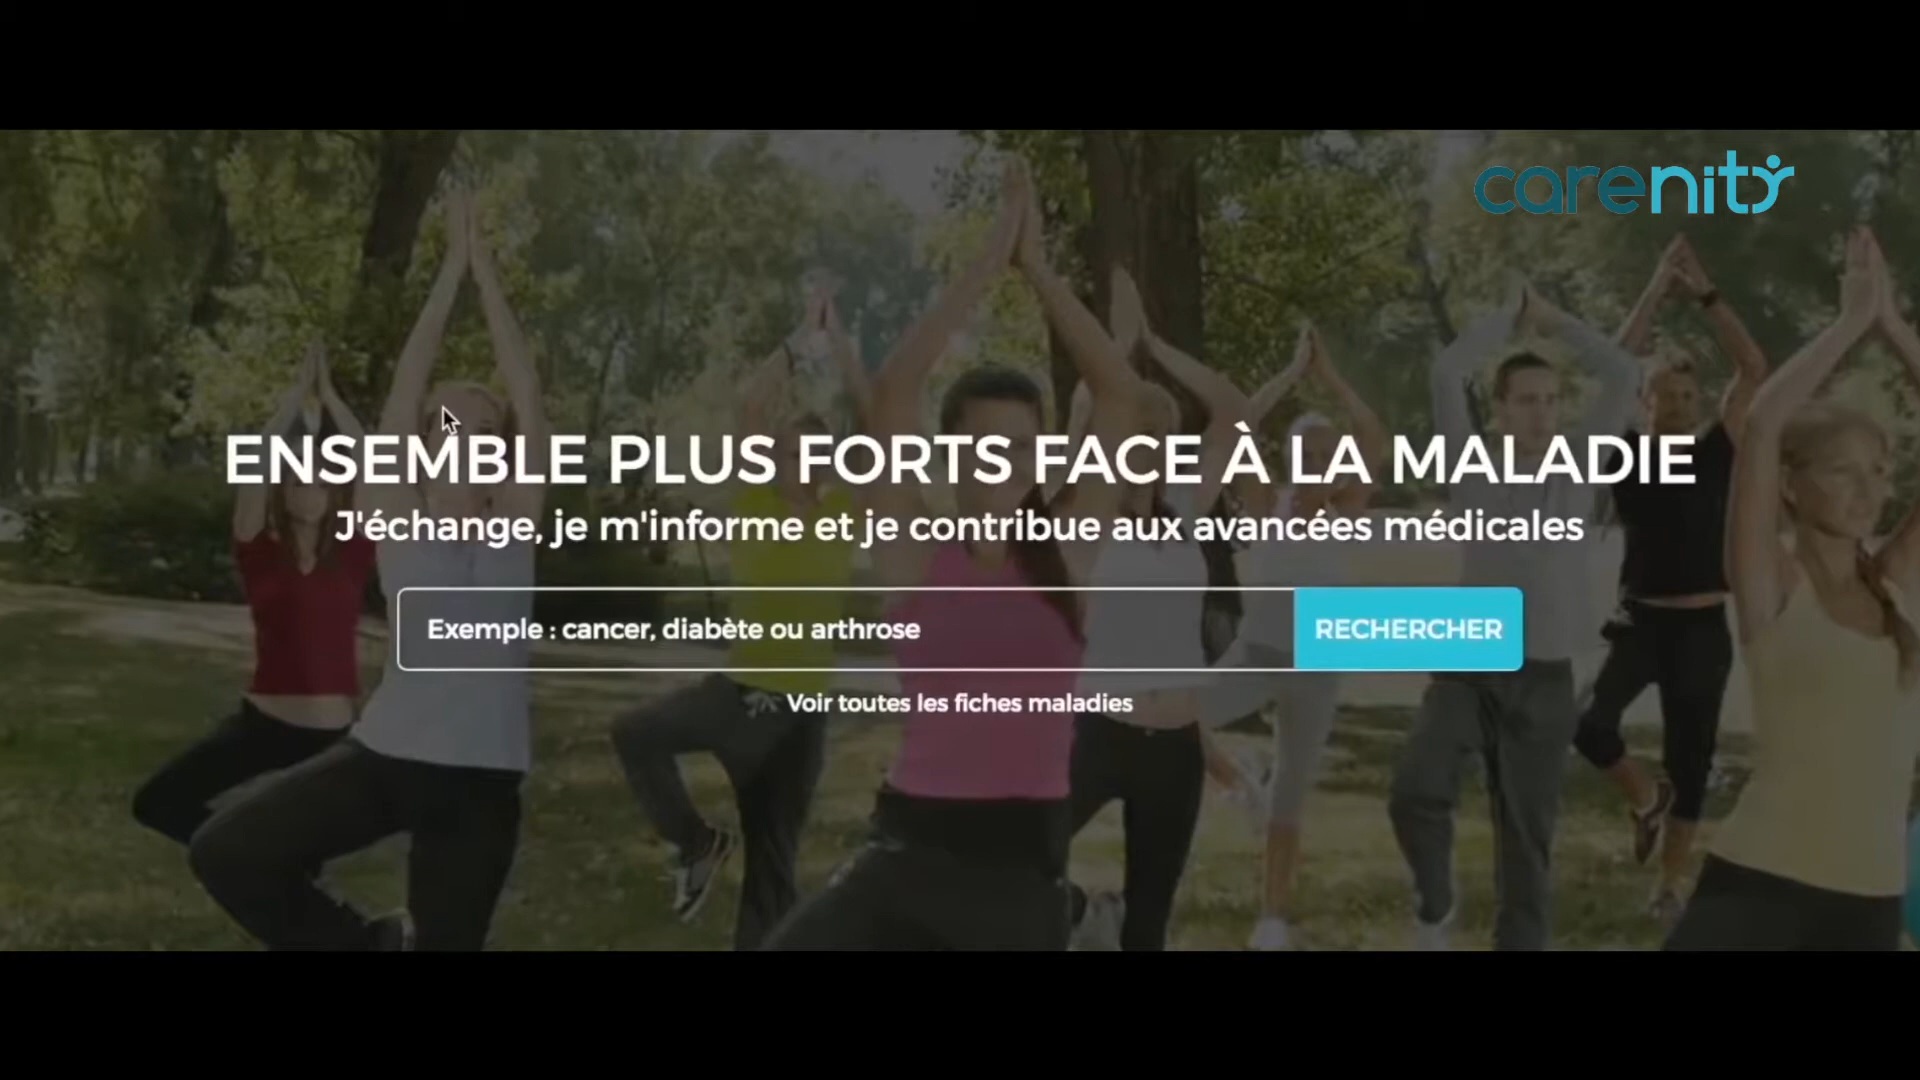 carenity
ENSEMBLE PLUS FORTS FACE À LA MALADIE
J'échange, je m'informe et je contribue aux avancées médicales
Exemple : cancer, diabète ou arthrose
RECHERCHER
Voir toutes les fiches maladies